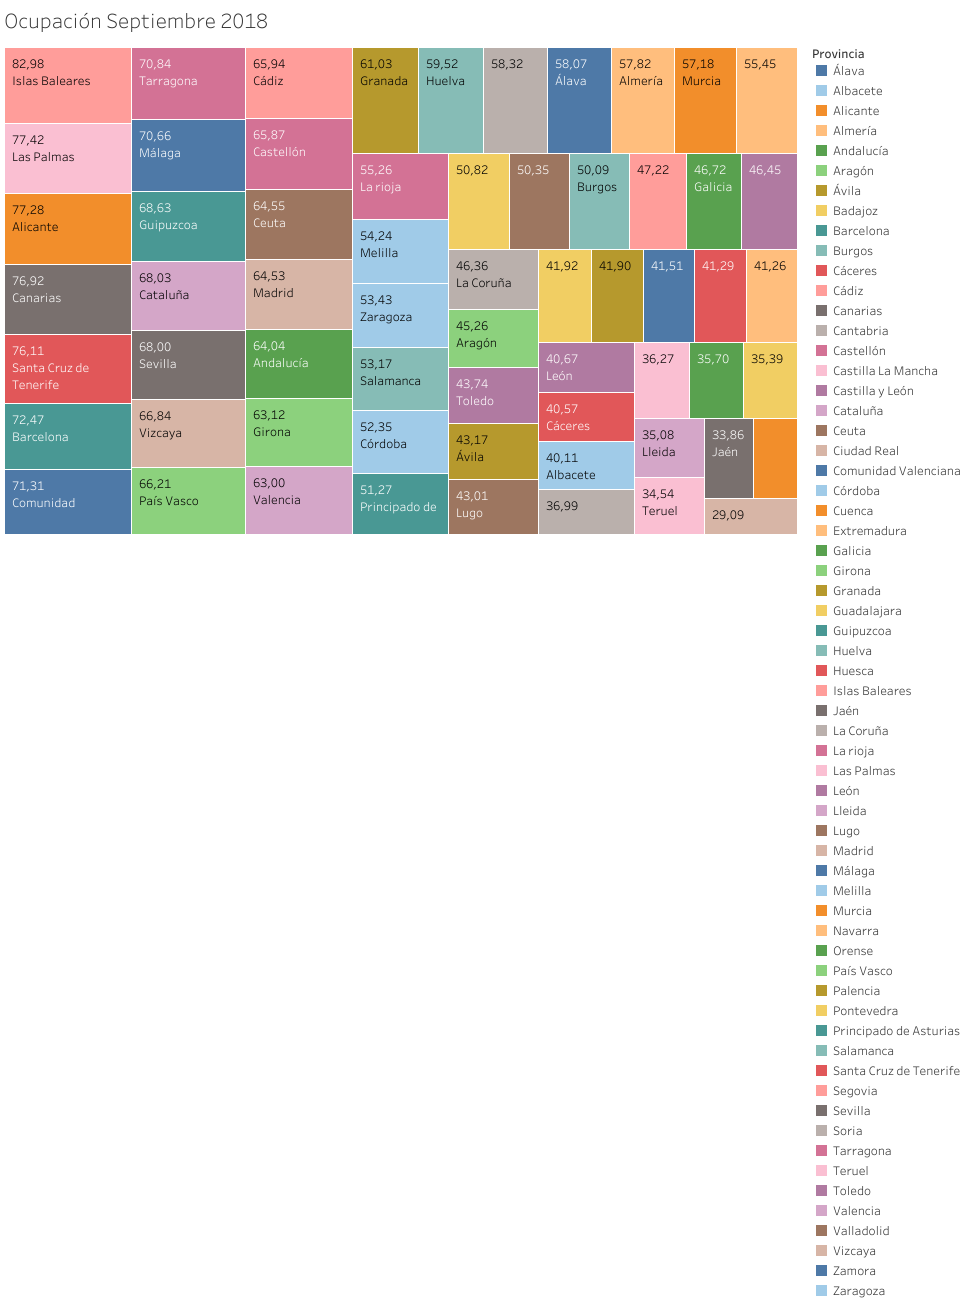 Ocupación Septiembre 2018
82,98
Islas Baleares
77,42
Las Palmas
77,28
Alicante
76,92
Canarias
76,11
Santa Cruz de
Tenerife
72,47
Barcelona
71,31
Comunidad
70,84
Tarragona
70,66
Málaga
68,63
Guipuzcoa
68,03
Cataluña
68,00
Sevilla
66,84
Vizcaya
66,21
País Vasco
65,94
Cádiz
65,87
Castellón
64,55
Ceuta
64,53
Madrid
64,04
Andalucía
63,12
Girona
63,00
Valencia
61,03
Granada
59,52
Huelva
58,32
58,07
Álava
57,82
Almería
57,18
Murcia
55,45
55,26
La rioja
54,24
Melilla
53,43
Zaragoza
53,17
Salamanca
52,35
Córdoba
51,27
Principado de
50,82
50,35
50,09
Burgos
47,22
46,72
Galicia
46,45
46,36
La Coruña
45,26
Aragón
43,74
Toledo
43,17
Ávila
43,01
Lugo
41,92
41,90
41,51
41,29
41,26
40,67
León
40,57
Cáceres
40,11
Albacete
36,99
36,27
35,70
35,39
35,08
Lleida
34,54
Teruel
33,86
Jaén
29,09
Provincia
Álava
Albacete
Alicante
Almería
Andalucía
Aragón
Ávila
Badajoz
Barcelona
Burgos
Cáceres
Cádiz
Canarias
Cantabria
Castellón
Castilla La Mancha
Castilla y León
Cataluña
Ceuta
Ciudad Real
Comunidad Valenciana
Córdoba
Cuenca
Extremadura
Galicia
Girona
Granada
Guadalajara
Guipuzcoa
Huelva
Huesca
Islas Baleares
Jaén
La Coruña
La rioja
Las Palmas
León
Lleida
Lugo
Madrid
Málaga
Melilla
Murcia
Navarra
Orense
País Vasco
Palencia
Pontevedra
Principado de Asturias
Salamanca
Santa Cruz de Tenerife
Segovia
Sevilla
Soria
Tarragona
Teruel
Toledo
Valencia
Valladolid
Vizcaya
Zamora
Zaragoza